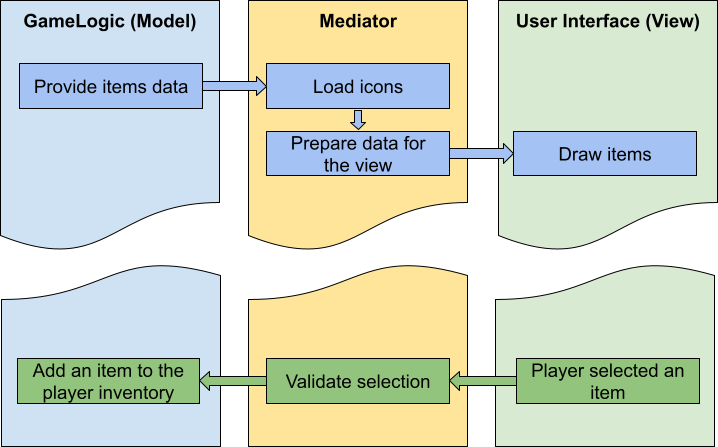 GameLogic (Model)
Mediator
User Interface (View)
Provide items data
Load icons
Prepare data for
the view
Draw items
Add an item to the
player inventory
Validate selection
Player selected an
item